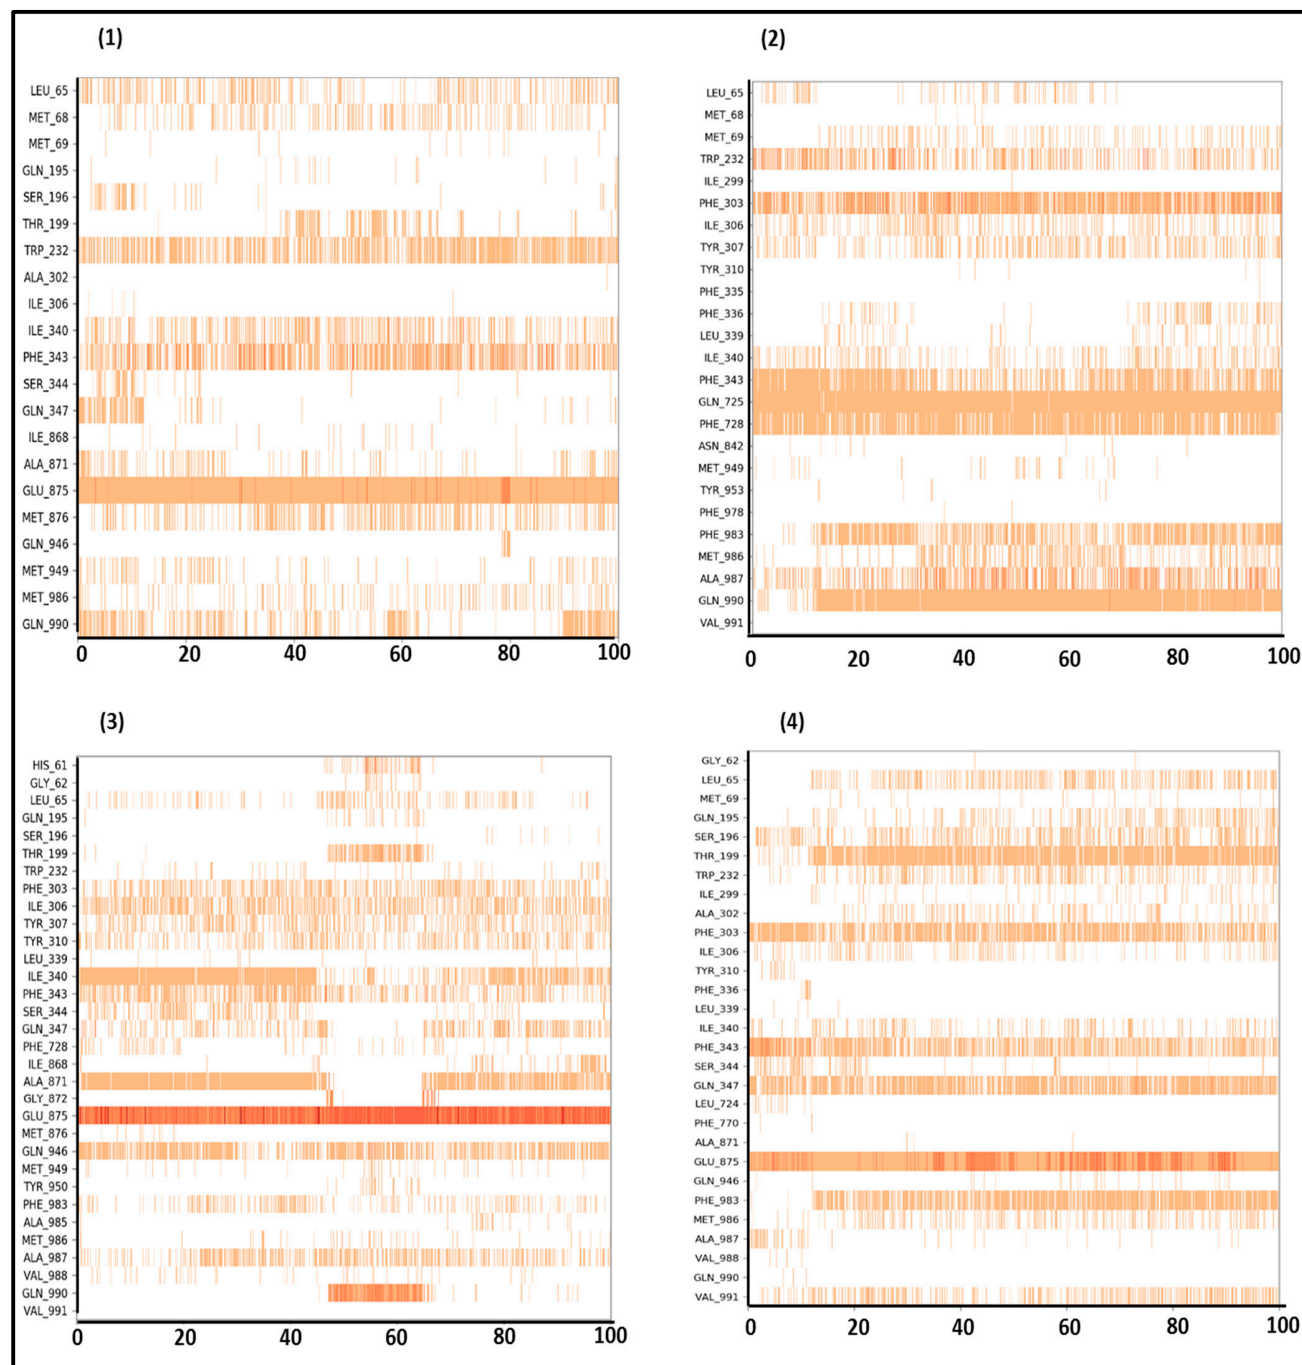 (1)
LEU_65
MET_68
MET_69
GLN_195
SER_196
THR_199
TRP_232
ALA_302
ILE_306
ILE_340
PHE_343
SER_344
GLN_347
ILE_868
ALA_871
GLU_875
MET_876
GLN_946
MET_949
MET_986
GLN_990
0 20 40 60 80 100
(2)
LEU_65
MET_68
MET_69
TRP_232
ILE_299
PHE_303
ILE_306
TYR_307
TYR_310
PHE_335
PHE_336
LEU_339
ILE_340
PHE_343
GLN_725
PHE_728
ASN_842
MET_949
TYR_953
PHE_978
PHE_983
MET_986
ALA_987
GLN_990
VAL_991
0 20 40 60 80 100
(3)
HIS_61
GLY_62
LEU_65
GLN_195
SER_196
THR_199
TRP_232
PHE_303
ILE_306
TYR_307
TYR_310
LEU_339
ILE_340
PHE_343
SER_344
GLN_347
PHE_728
ILE_868
ALA_871
GLY_872
GLU_875
MET_876
GLN_946
MET_949
TYR_950
PHE_983
ALA_985
MET_986
ALA_987
VAL_988
GLN_990
VAL_991
0 20 40 60 80 100
(4)
GLY_62
LEU_65
MET_69
GLN_195
SER_196
THR_199
TRP_232
ILE_299
ALA_302
PHE_303
ILE_306
TYR_310
PHE_336
LEU_339
ILE_340
PHE_343
SER_344
GLN_347
LEU_724
PHE_770
ALA_871
GLU_875
GLN_946
PHE_983
MET_986
ALA_987
VAL_988
GLN_990
VAL_991
0 20 40 60 80 100